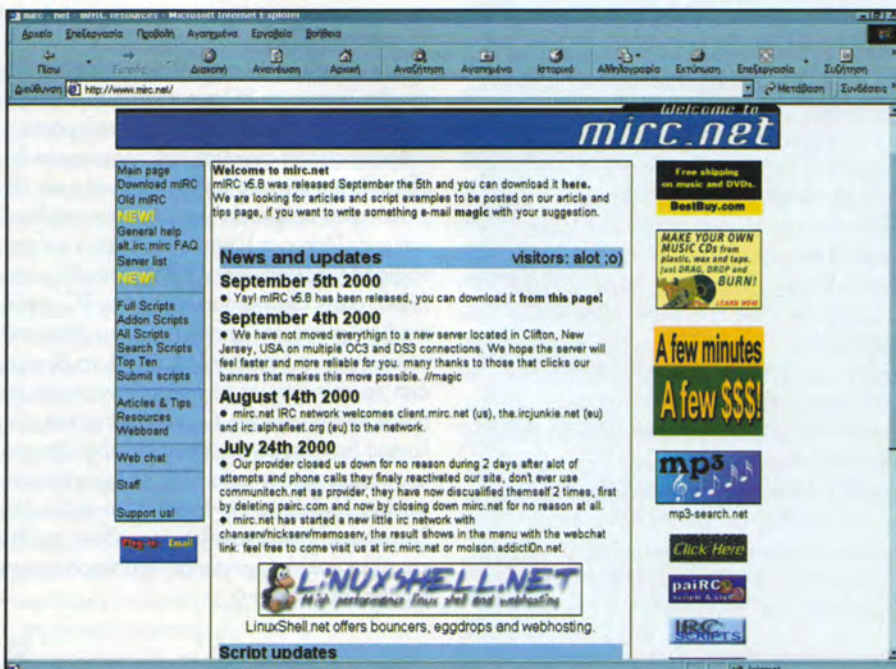 mirc . net - mIRC resources - Microsoft Internet Explorer
Αρχείο Επεξεργασία Προβολή Αγαπημένα Εργαλεία Βοήθεια
Πίσω Εμπρός Διακοπή Ανανέωση Αρχική Αναζήτηση Αγαπημένα Ιστορικό Αλληλογραφία Εκτύπωση Επεξεργασία Συζήτηση
Διεύθυνση http://www.mirc.net/ Μετάβαση Συνδέσεις
Welcome to
mirc.net
Main page
Download mIRC
Old mIRC
NEW!
General help
alt.irc.mirc FAQ
Server list
NEW!
Full Scripts
Addon Scripts
All Scripts
Search Scripts
Top Ten
Submit scripts
Articles & Tips
Resources
Webboard
Web chat
Staff
Support us!
Email
Welcome to mirc.net
mIRC v5.8 was released September the 5th and you can download it here.
We are looking for articles and script examples to be posted on our article and
tips page, if you want to write something e-mail magic with your suggestion.
News and updates visitors: alot ;o)
September 5th 2000
● Yay! mIRC v5.8 has been released, you can download it from this page!
September 4th 2000
● We have not moved everythign to a new server located in Clifton, New
Jersey, USA on multiple OC3 and DS3 connections. We hope the server will
feel faster and more reliable for you. many thanks to those that clicks our
banners that makes this move possible. //magic
August 14th 2000
● mirc.net IRC network welcomes client.mirc.net (us), the.ircjunkie.net (eu)
and irc.alphafleet.org (eu) to the network.
July 24th 2000
● Our provider closed us down for no reason during 2 days after alot of
attempts and phone calls they finaly reactivated our site, don't ever use
communitech.net as provider, they have now discualified themself 2 times, first
by deleting pairc.com and now by closing down mirc.net for no reason at all.
● mirc.net has started a new little irc network with
chanserv/nickserv/memoserv, the result shows in the menu with the webchat
link. feel free to come visit us at irc.mirc.net or molson.addicti0n.net.
LiNUXSHELL.NET
High performance linux shell and webhosting
LinuxShell.net offers bouncers, eggdrops and webhosting.
Script updates
Free shipping
on music and DVDs.
BestBuy.com
MAKE YOUR OWN
MUSIC CDs from
plastic, wax and tape.
Just DRAG, DROP and
BURN!
LEARN HOW
A few minutes
A few $$$!
mp3
mp3-search.net
Click Here
paiRC
IRC
SCRIPTS
Internet